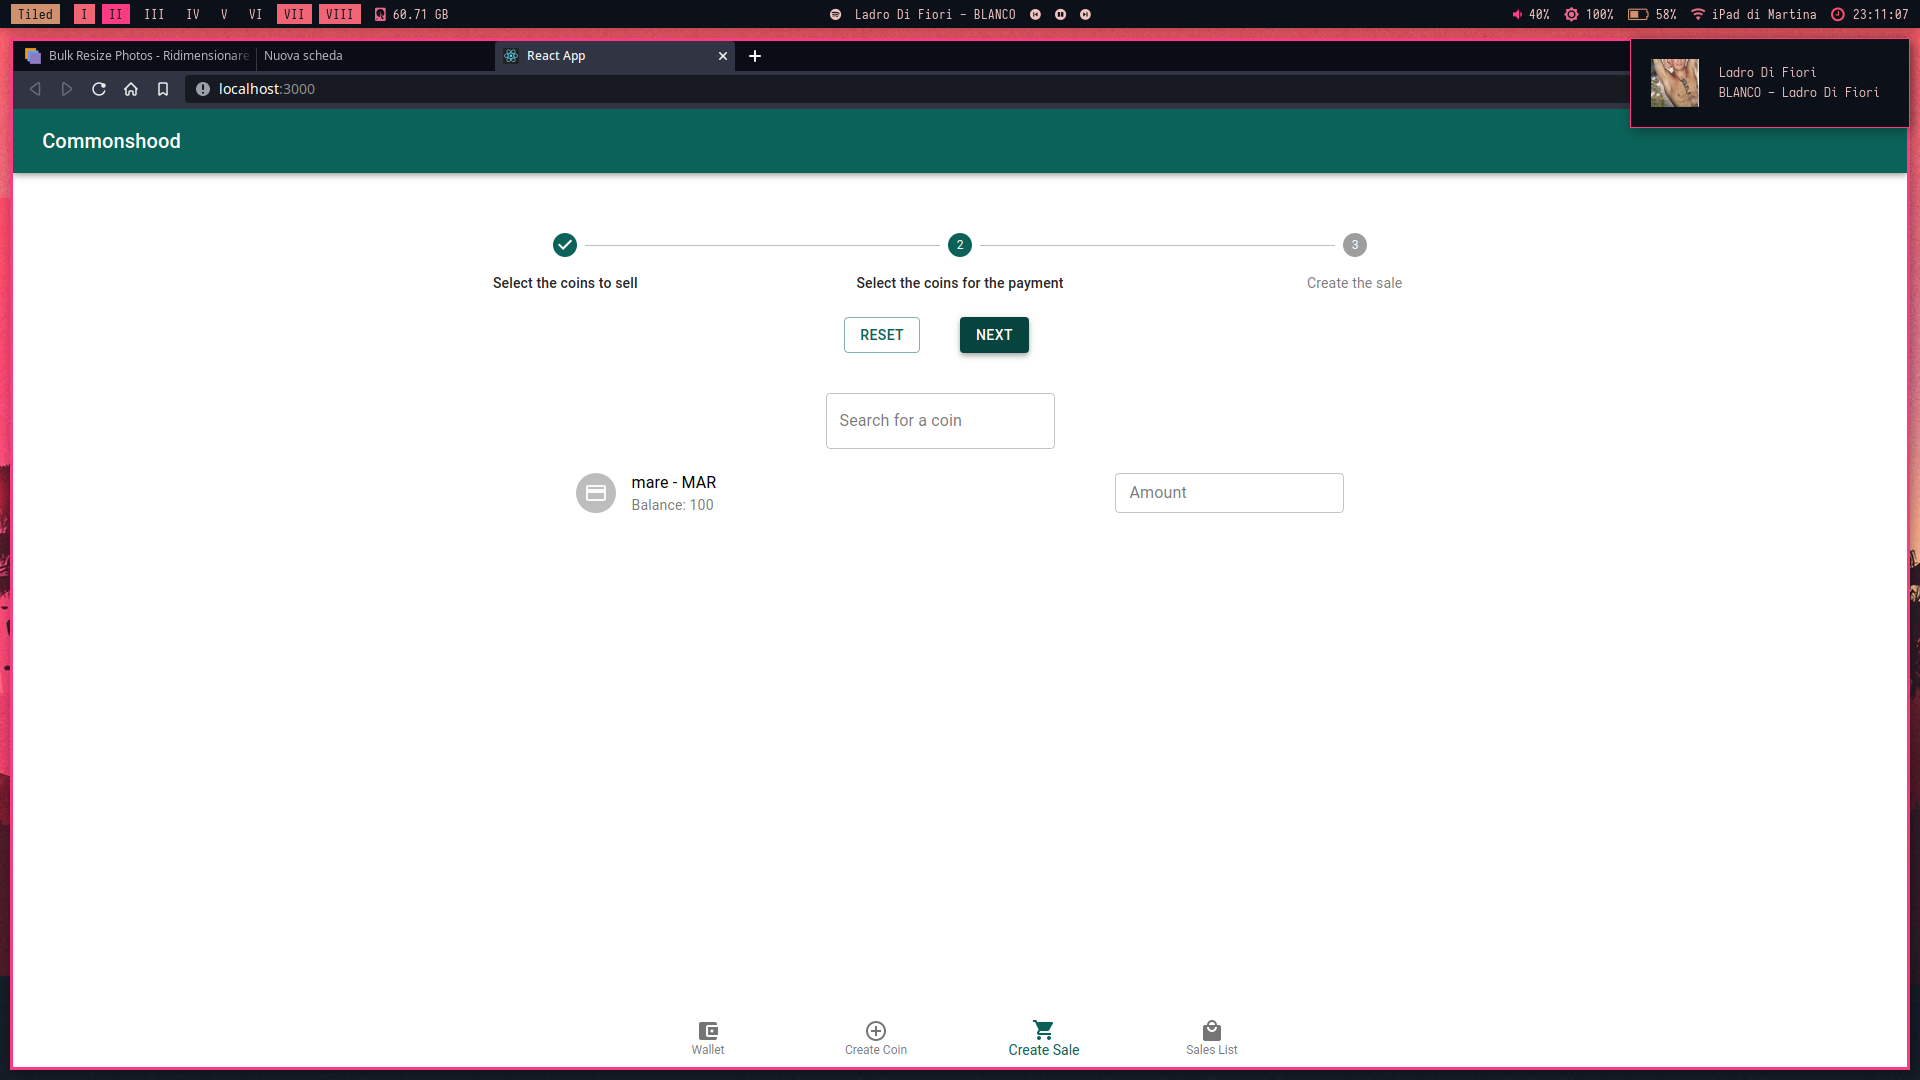 Tiled I II III IV V VI VII VIII 60.71 GB Ladro Di Fiori - BLANCO 40% 100% 58% iPad di Martina 23:11:07
Bulk Resize Photos - Ridimensionare Nuova scheda React App
localhost:3000
Ladro Di Fiori
BLANCO - Ladro Di Fiori
Commonshood
2 3
Select the coins to sell Select the coins for the payment Create the sale
RESET NEXT
Search for a coin
mare - MAR
Balance: 100
Amount
Wallet Create Coin Create Sale Sales List